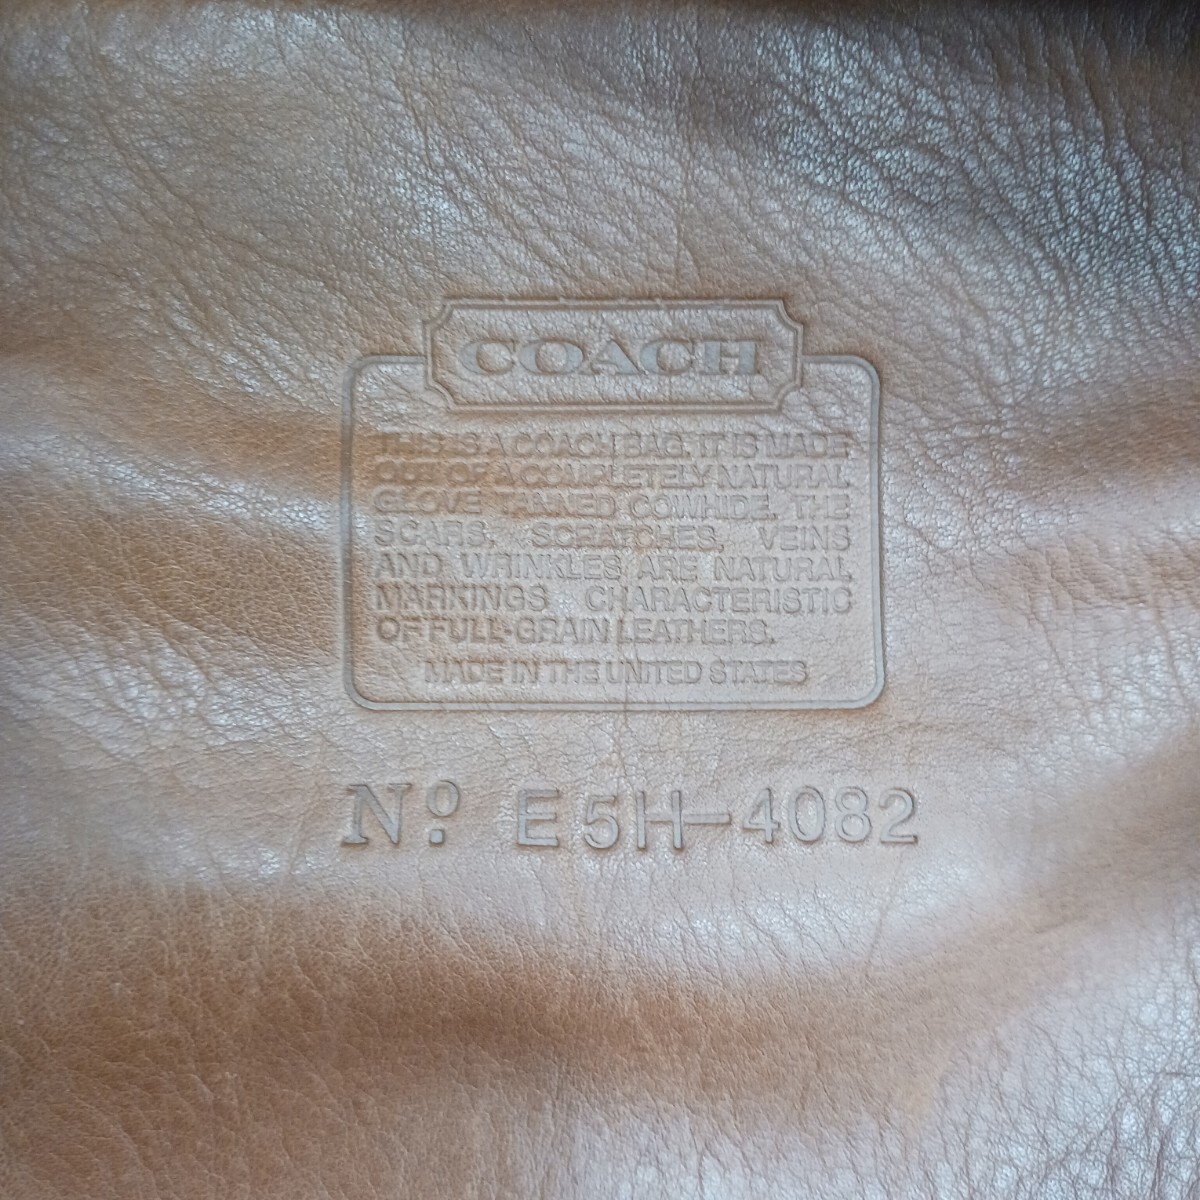 COACH
THIS IS A COACH BAG. IT IS MADE
OUT OF A COMPLETELY NATURAL
GLOVE TANNED COWHIDE. THE
SCARS, SCRATCHES, VEINS
AND WRINKLES ARE NATURAL
MARKINGS CHARACTERISTIC
OF FULL-GRAIN LEATHERS.
MADE IN THE UNITED STATES
Nº E5H-4082